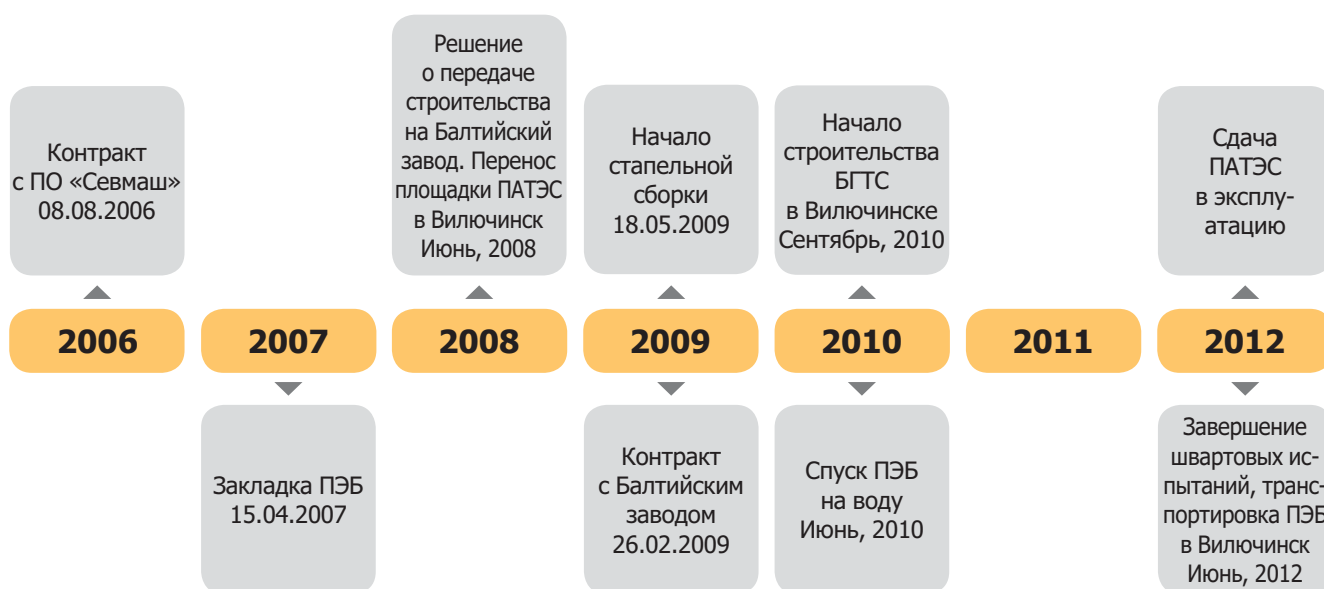 Контракт
с ПО «Севмаш»
08.08.2006
Решение
о передаче
строительства
на Балтийский
завод. Перенос
площадки ПАТЭС
в Вилючинск
Июнь, 2008
Начало
стапельной
сборки
18.05.2009
Начало
строительства
БГТС
в Вилючинске
Сентябрь, 2010
Сдача
ПАТЭС
в эксплу-
атацию
2006
2007
2008
2009
2010
2011
2012
Закладка ПЭБ
15.04.2007
Контракт
с Балтийским
заводом
26.02.2009
Спуск ПЭБ
на воду
Июнь, 2010
Завершение
швартовых ис-
пытаний, транс-
портировка ПЭБ
в Вилючинск
Июнь, 2012